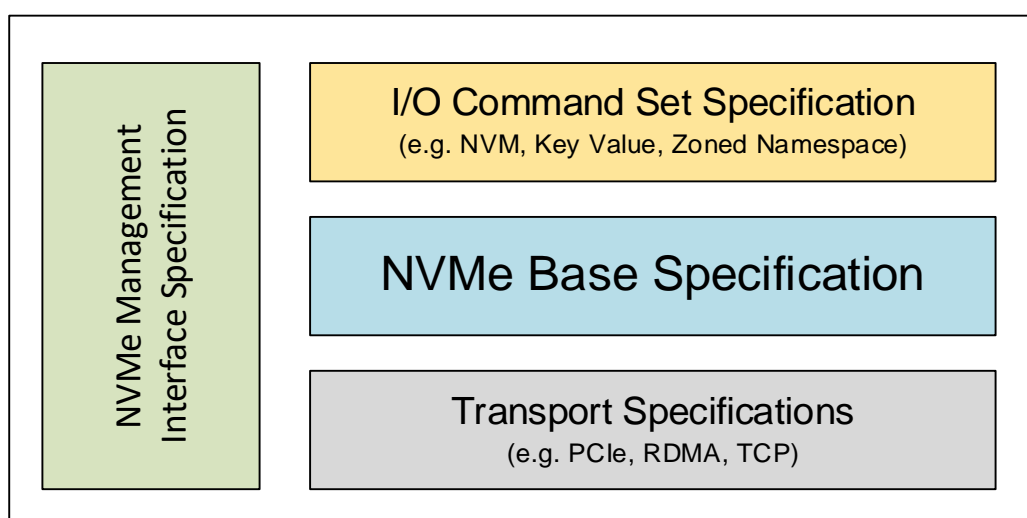 NVMe Management
Interface Specification
I/O Command Set Specification
(e.g. NVM, Key Value, Zoned Namespace)
NVMe Base Specification
Transport Specifications
(e.g. PCIe, RDMA, TCP)